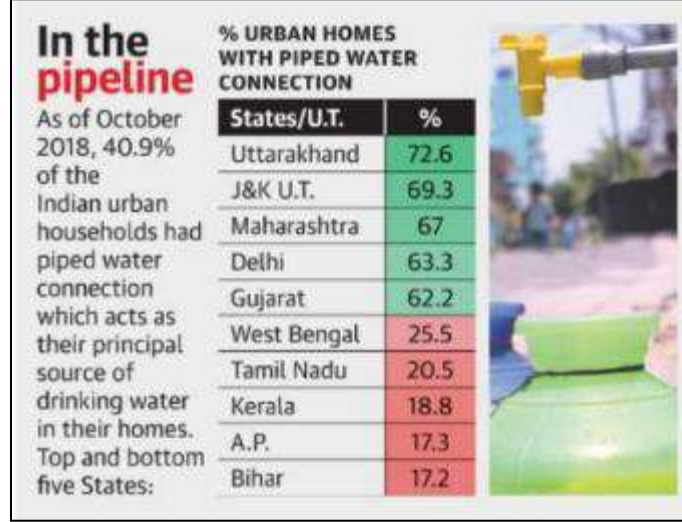 In the
pipeline
As of October
2018, 40.9%
of the
Indian urban
households had
piped water
connection
which acts as
their principal
source of
drinking water
in their homes.
Top and bottom
five States:
% URBAN HOMES
WITH PIPED WATER
CONNECTION
States/U.T. %
Uttarakhand 72.6
J&K U.T. 69.3
Maharashtra 67
Delhi 63.3
Gujarat 62.2
West Bengal 25.5
Tamil Nadu 20.5
Kerala 18.8
A.P. 17.3
Bihar 17.2